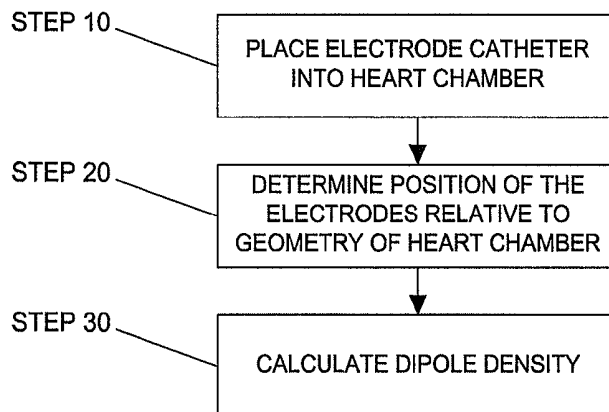 STEP 10
PLACE ELECTRODE CATHETER
INTO HEART CHAMBER
STEP 20
DETERMINE POSITION OF THE
ELECTRODES RELATIVE TO
GEOMETRY OF HEART CHAMBER
STEP 30
CALCULATE DIPOLE DENSITY